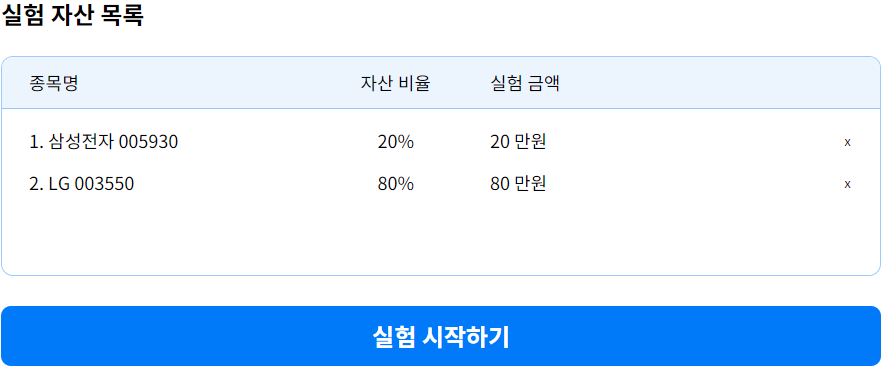 실험 자산 목록
종목명 자산 비율 실험 금액
1. 삼성전자 005930 20% 20 만원 x
2. LG 003550 80% 80 만원 x
실험 시작하기